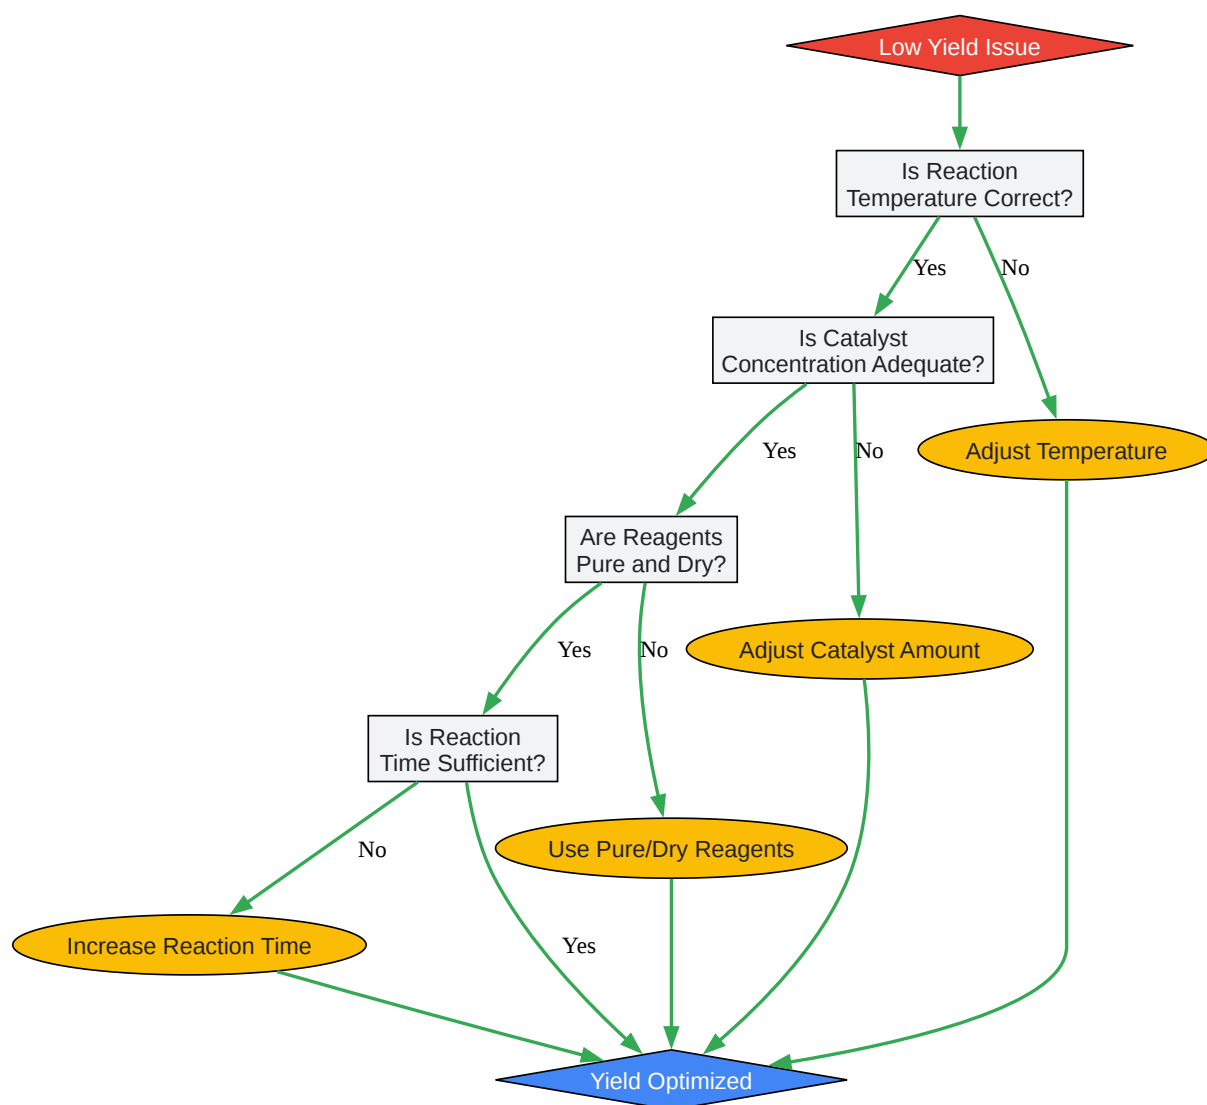 Low Yield Issue
Is Reaction
Temperature Correct?
Yes
No
Is Catalyst
Concentration Adequate?
Yes
No
Adjust Temperature
Are Reagents
Pure and Dry?
Yes
No
Adjust Catalyst Amount
Is Reaction
Time Sufficient?
No
Use Pure/Dry Reagents
Increase Reaction Time
Yes
Yield Optimized